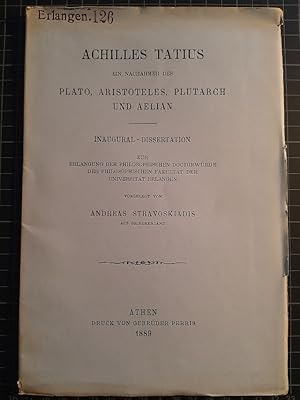 Erlangen. 126
ACHILLES TATIUS
EIN NACHAHMER DES
PLATO, ARISTOTELES, PLUTARCH
UND AELIAN
INAUGURAL-DISSERTATION
ZUR
ERLANGUNG DER PHILOSOPHISCHEN DOCTORWÜRDE
DER PHILOSOPHISCHEN FAKULTÄT DER
UNIVERSITÄT ERLANGEN
VORGELEGT VON
ANDREAS STRAVOSKIADIS
AUS
ATHEN
DRUCK VON GEBRÜDER PERRIS
1889